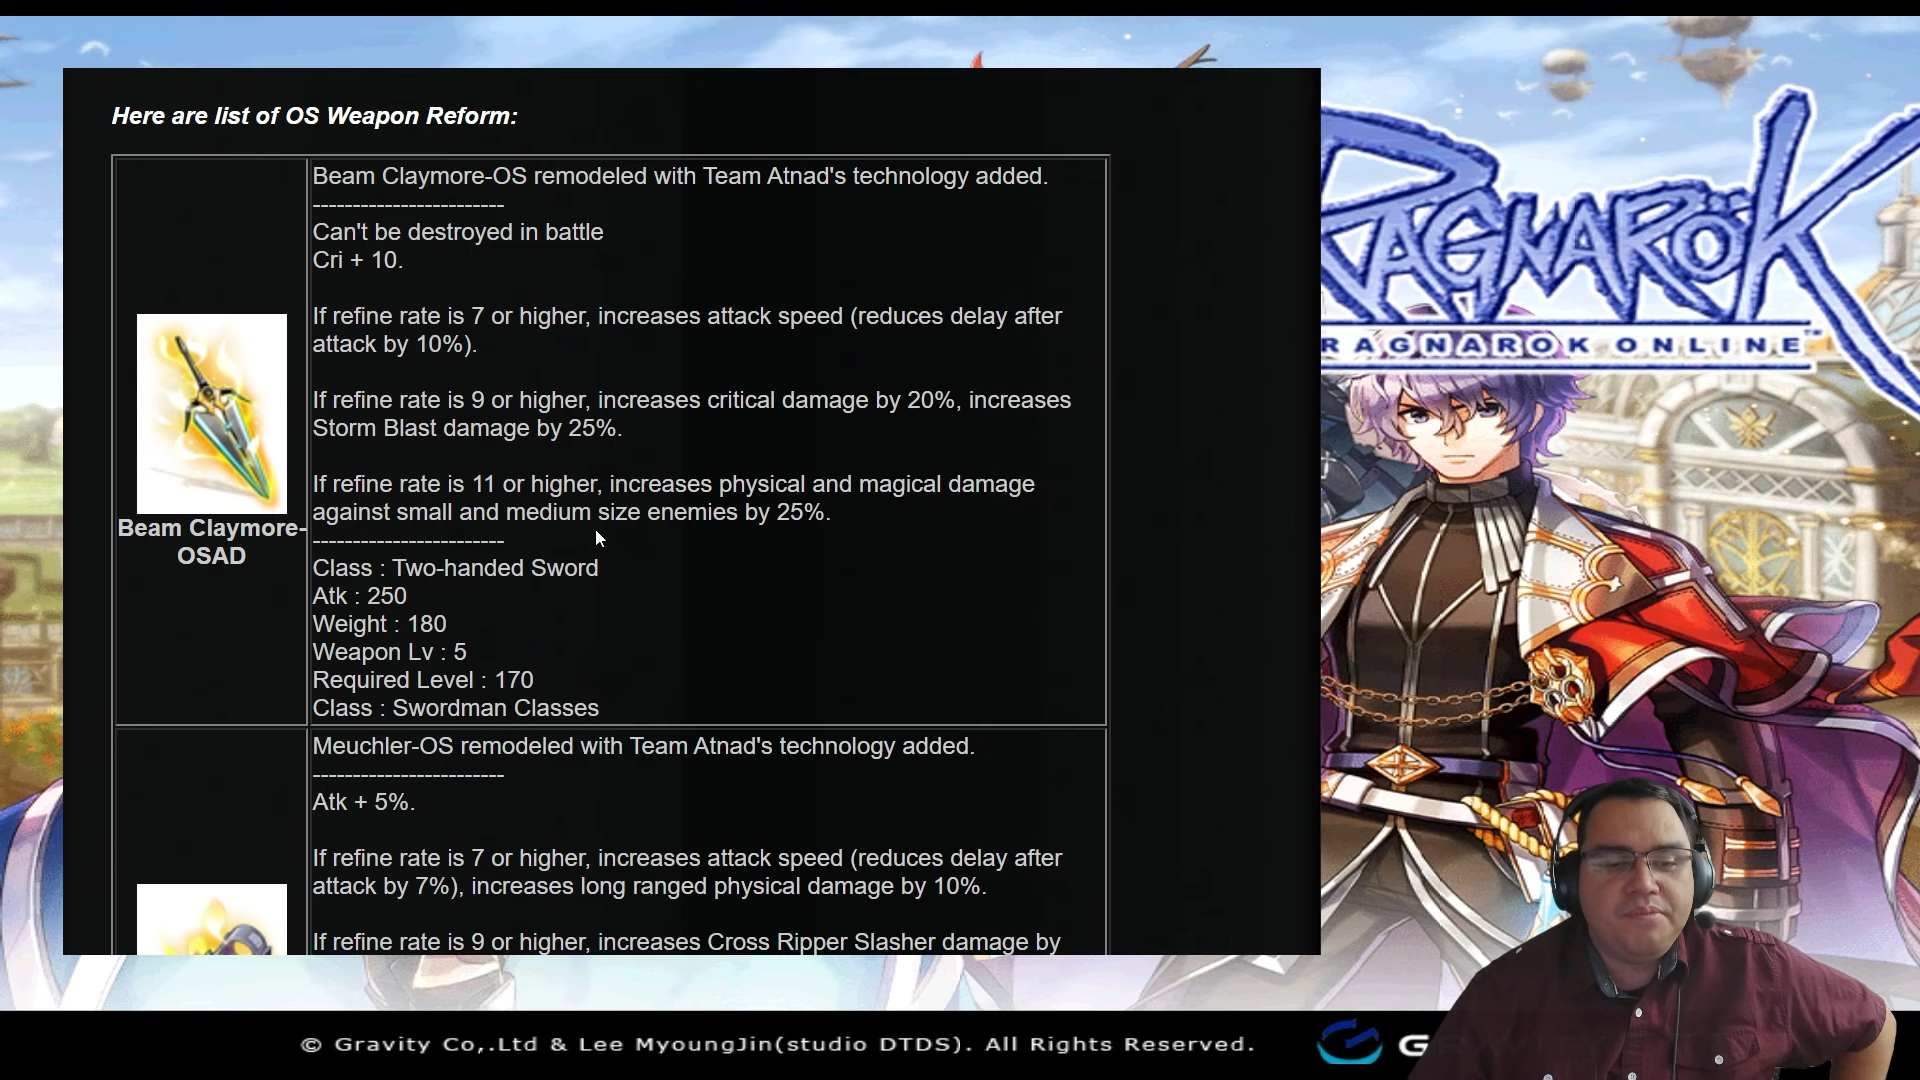 Here are list of OS Weapon Reform:
Beam Claymore-OS remodeled with Team Atnad's technology added.
------------------------
Can't be destroyed in battle
Cri + 10.
If refine rate is 7 or higher, increases attack speed (reduces delay after
attack by 10%).
If refine rate is 9 or higher, increases critical damage by 20%, increases
Storm Blast damage by 25%.
If refine rate is 11 or higher, increases physical and magical damage
against small and medium size enemies by 25%.
------------------------
Class : Two-handed Sword
Atk : 250
Weight : 180
Weapon Lv : 5
Required Level : 170
Class : Swordman Classes
Beam Claymore-
OSAD
Meuchler-OS remodeled with Team Atnad's technology added.
------------------------
Atk + 5%.
If refine rate is 7 or higher, increases attack speed (reduces delay after
attack by 7%), increases long ranged physical damage by 10%.
If refine rate is 9 or higher, increases Cross Ripper Slasher damage by
RAGNARÖK
RAGNAROK ONLINE™
© Gravity Co,.Ltd & Lee MyoungJin(studio DTDS). All Rights Reserved.
G